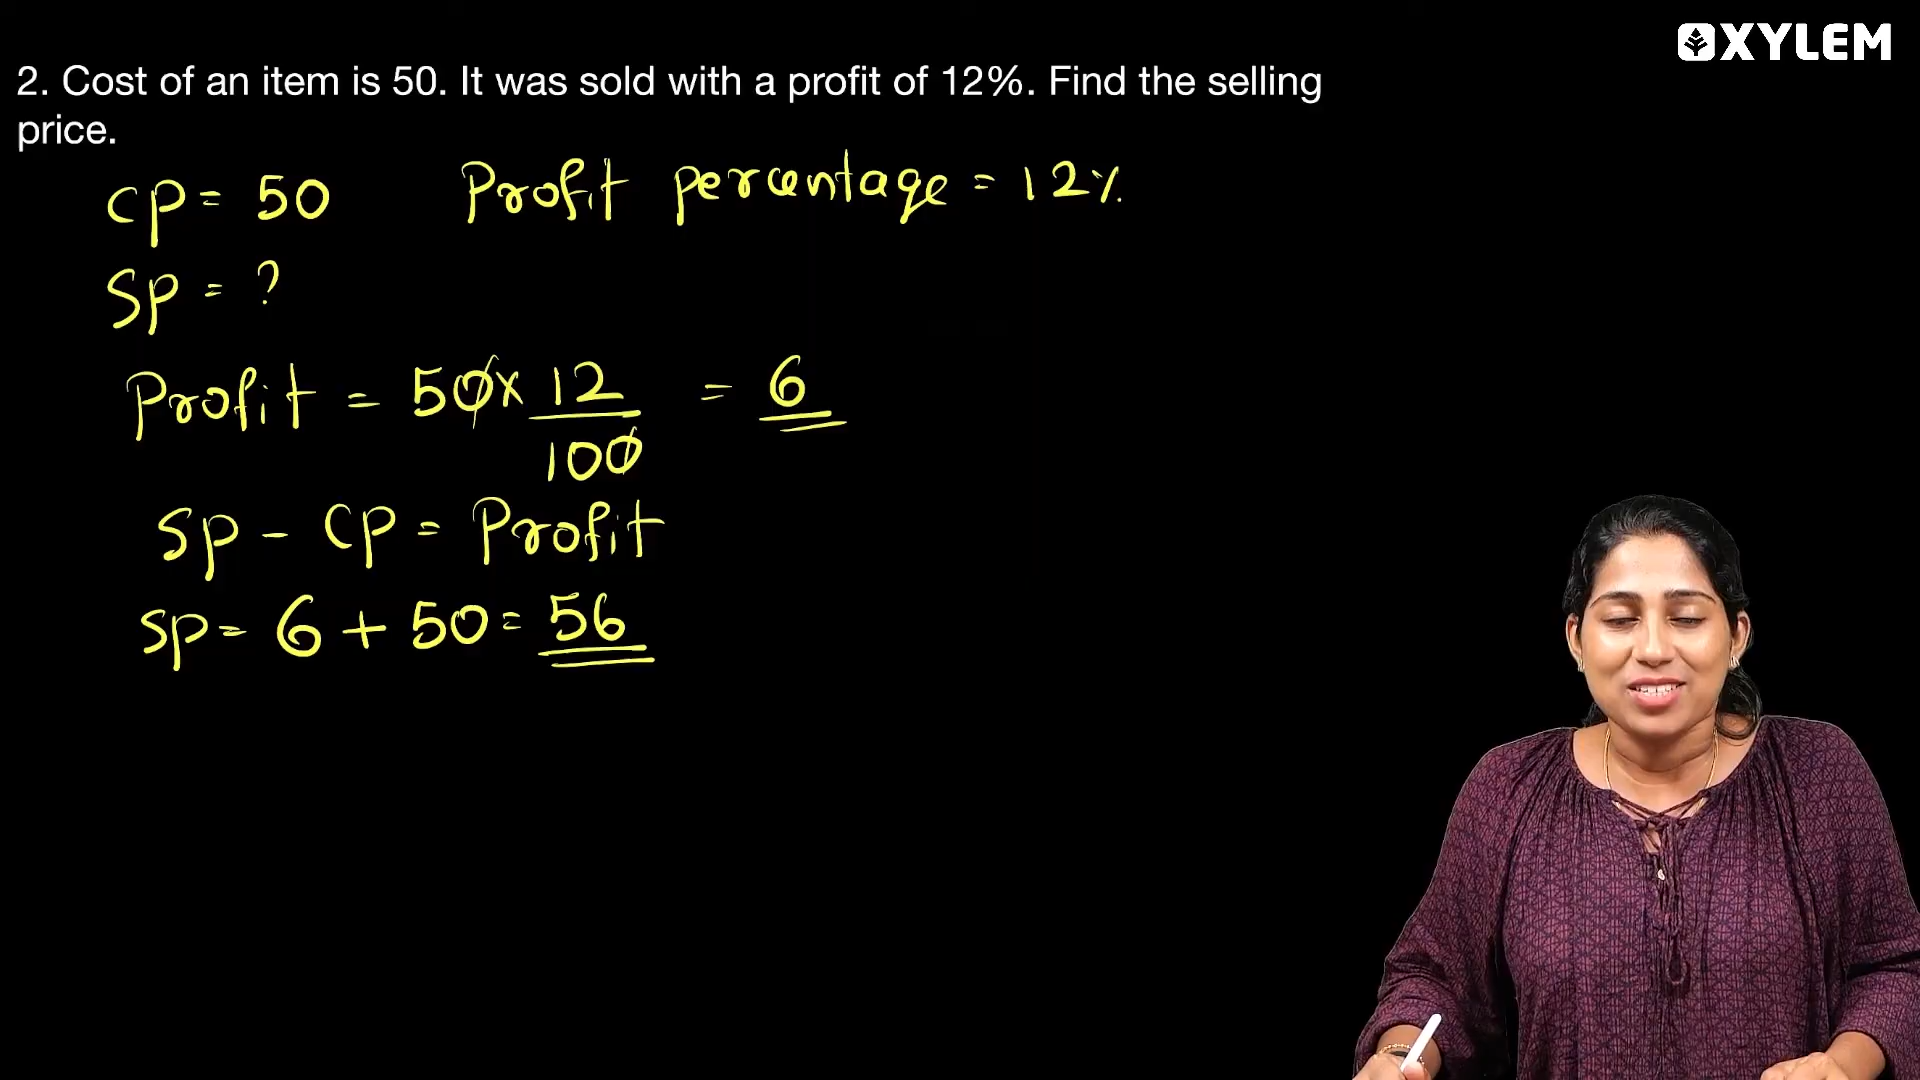 XYLEM
2. Cost of an item is 50. It was sold with a profit of 12%. Find the selling
price.
CP = 50 Profit percentage = 12%
SP = ?
Profit = 50 × 12/100 = 6
SP - CP = Profit
SP = 6 + 50 = 56